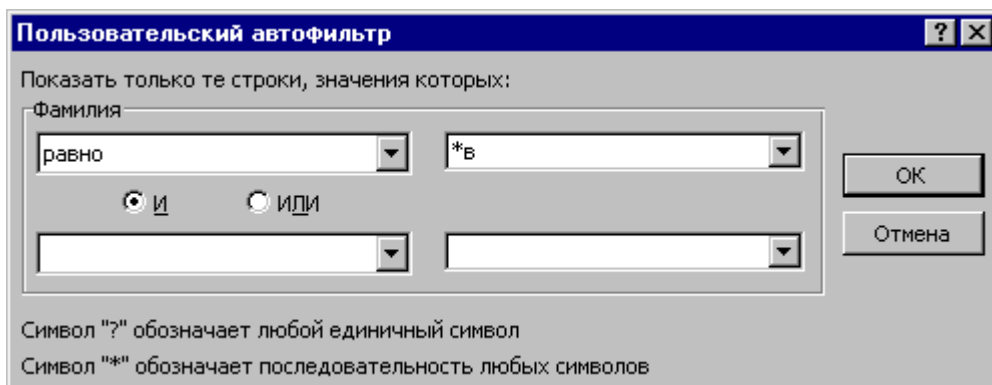 Пользовательский автофильтр
Показать только те строки, значения которых:
Фамилия
равно *в
И ИЛИ
ОК
Отмена
Символ "?" обозначает любой единичный символ
Символ "*" обозначает последовательность любых символов